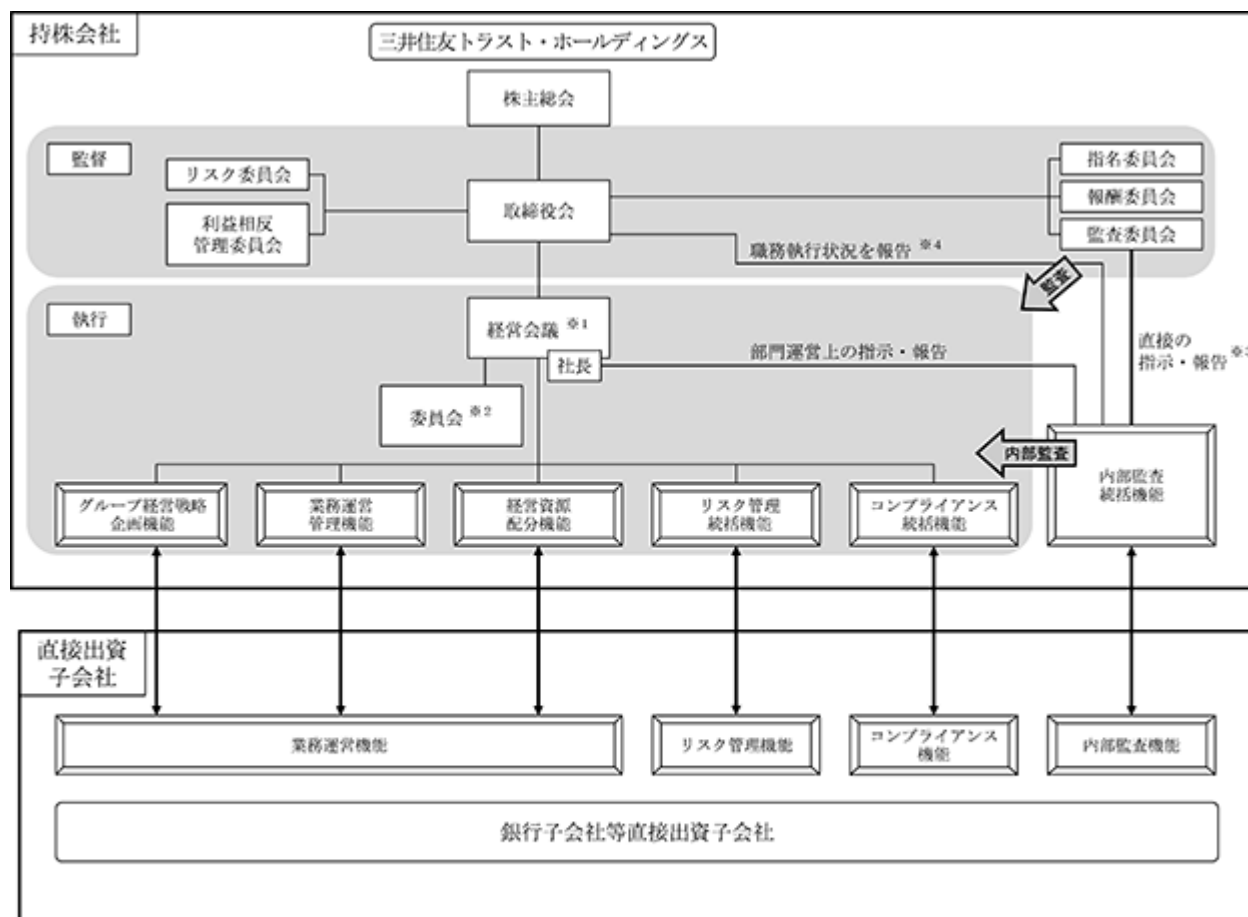 持株会社
三井住友トラスト・ホールディングス
株主総会
監督
リスク委員会
利益相反
管理委員会
取締役会
指名委員会
報酬委員会
監査委員会
職務執行状況を報告 ※4
監査
執行
経営会議 ※1
社長
部門運営上の指示・報告
直接の
指示・報告 ※3
委員会 ※2
内部監査
グループ経営戦略
企画機能
業務運営
管理機能
経営資源
配分機能
リスク管理
統括機能
コンプライアンス
統括機能
内部監査
統括機能
直接出資
子会社
業務運営機能
リスク管理機能
コンプライアンス
機能
内部監査機能
銀行子会社等直接出資子会社